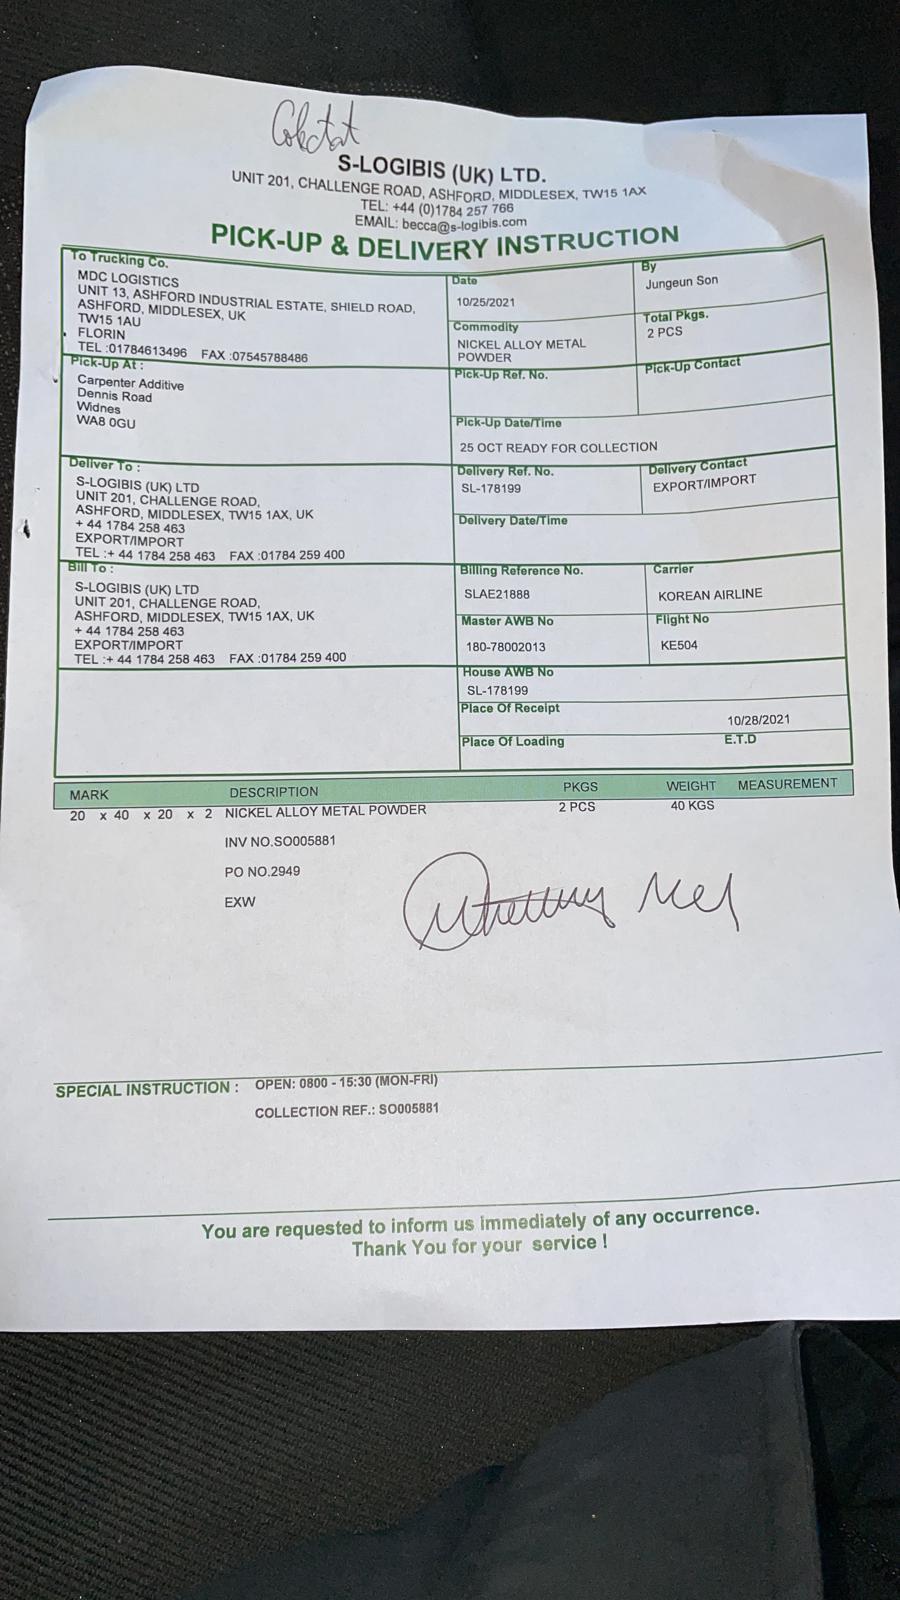 S-LOGIBIS (UK) LTD.
UNIT 201, CHALLENGE ROAD, ASHFORD, MIDDLESEX, TW15 1AX
TEL: +44 (0)1784 257 766
EMAIL: becca@s-logibis.com
PICK-UP & DELIVERY INSTRUCTION
To Trucking Co.
MDC LOGISTICS
UNIT 13, ASHFORD INDUSTRIAL ESTATE, SHIELD ROAD,
ASHFORD, MIDDLESEX, UK
TW15 1AU
FLORIN
TEL :01784613496 FAX :07545788486
Date
10/25/2021
By
Jungeun Son
Commodity
NICKEL ALLOY METAL
POWDER
Total Pkgs.
2 PCS
Pick-Up At :
Carpenter Additive
Dennis Road
Widnes
WA8 0GU
Pick-Up Ref. No.
Pick-Up Contact
Pick-Up Date/Time
25 OCT READY FOR COLLECTION
Deliver To :
S-LOGIBIS (UK) LTD
UNIT 201, CHALLENGE ROAD,
ASHFORD, MIDDLESEX, TW15 1AX, UK
+ 44 1784 258 463
EXPORT/IMPORT
TEL :+ 44 1784 258 463 FAX :01784 259 400
Delivery Ref. No.
SL-178199
Delivery Contact
EXPORT/IMPORT
Delivery Date/Time
Bill To :
S-LOGIBIS (UK) LTD
UNIT 201, CHALLENGE ROAD,
ASHFORD, MIDDLESEX, TW15 1AX, UK
+ 44 1784 258 463
EXPORT/IMPORT
TEL :+ 44 1784 258 463 FAX :01784 259 400
Billing Reference No.
SLAE21888
Carrier
KOREAN AIRLINE
Master AWB No
180-78002013
Flight No
KE504
House AWB No
SL-178199
Place Of Receipt
10/28/2021
Place Of Loading E.T.D
MARK DESCRIPTION PKGS WEIGHT MEASUREMENT
20 x 40 x 20 x 2 NICKEL ALLOY METAL POWDER 2 PCS 40 KGS
INV NO.SO005881
PO NO.2949
EXW
SPECIAL INSTRUCTION : OPEN: 0800 - 15:30 (MON-FRI)
COLLECTION REF.: SO005881
You are requested to inform us immediately of any occurrence.
Thank You for your service !